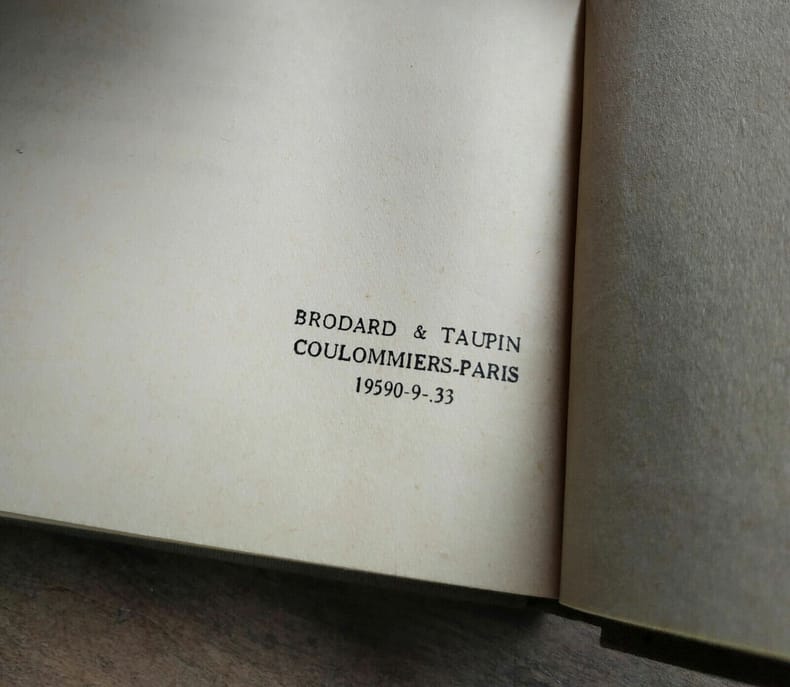 BRODARD & TAUPIN
COULOMMIERS-PARIS
19590-9-.33